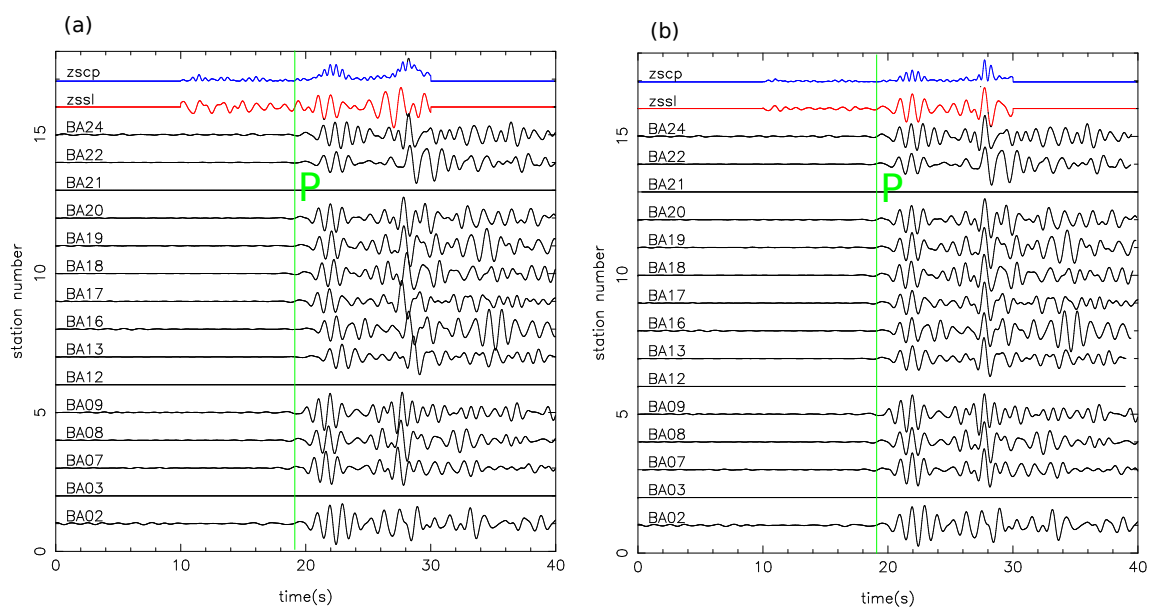 (a)
zscp
zssl
BA24
BA22
BA21
P
BA20
BA19
BA18
BA17
BA16
BA13
BA12
BA09
BA08
BA07
BA03
BA02
station number
0
5
10
15
0 10 20 30 40
time(s)
(b)
zscp
zssl
BA24
BA22
BA21
P
BA20
BA19
BA18
BA17
BA16
BA13
BA12
BA09
BA08
BA07
BA03
BA02
station number
0
5
10
15
0 10 20 30 40
time(s)